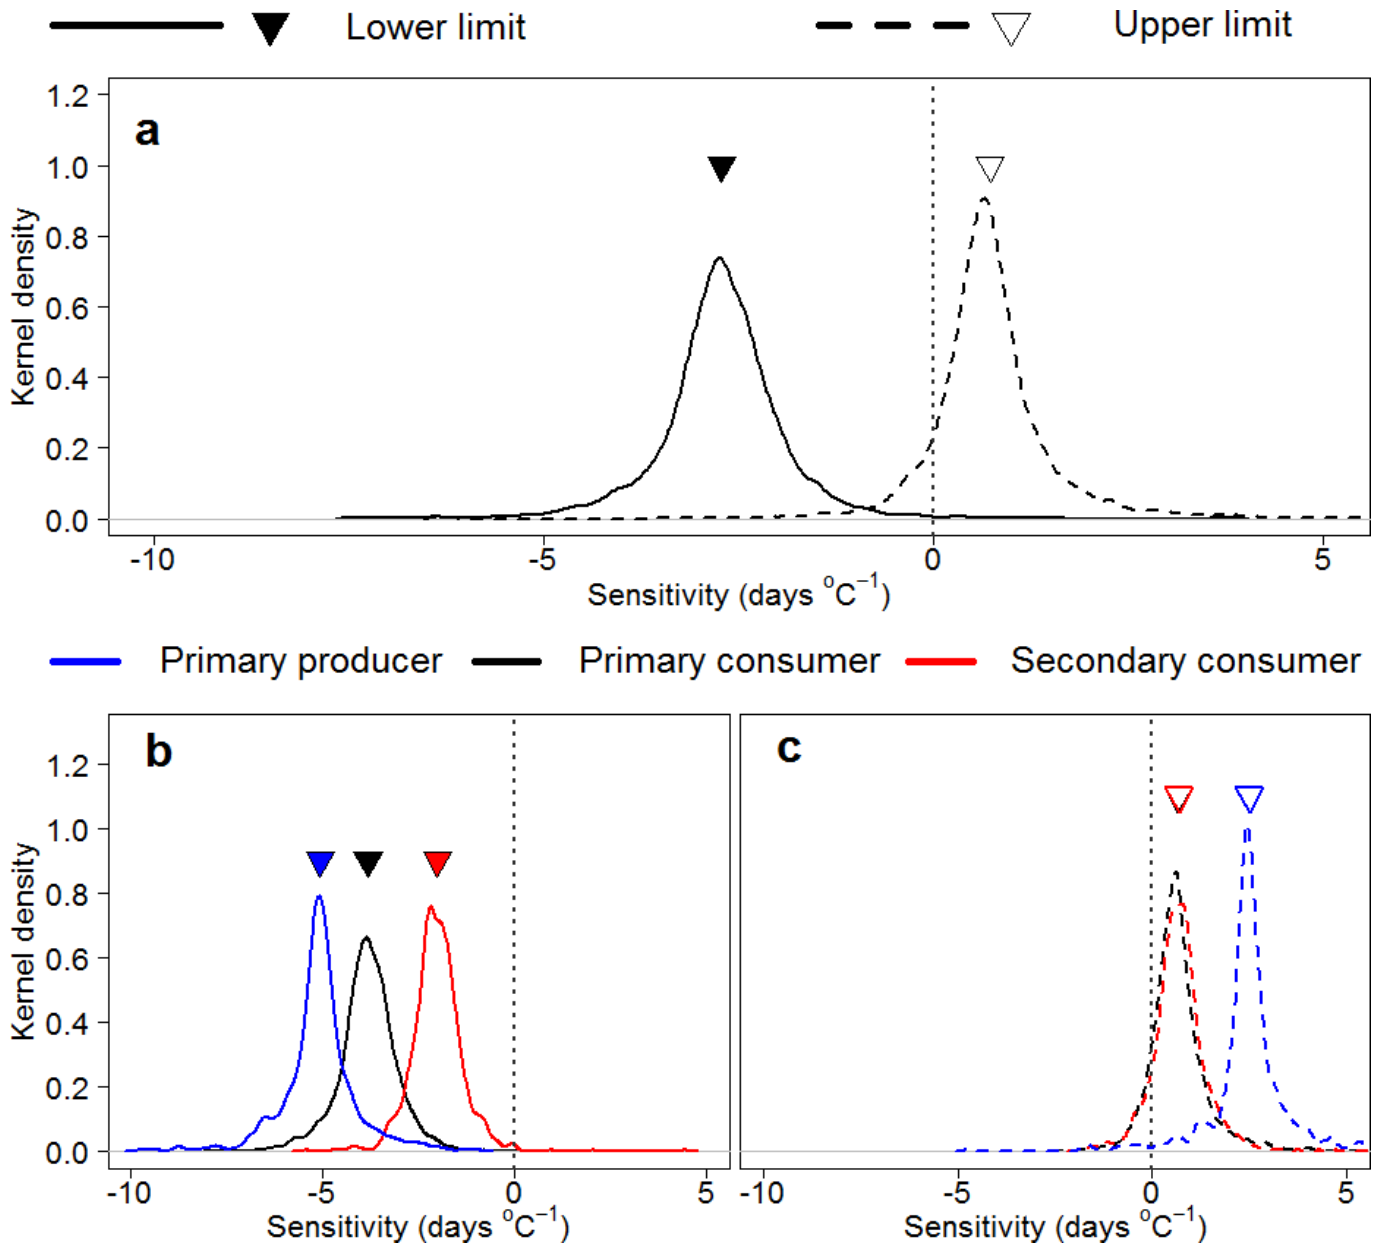 Lower limit Upper limit
a
1.2
1.0
0.8
0.6
0.4
0.2
0.0
Kernel density
-10 -5 0 5
Sensitivity (days °C⁻¹)
Primary producer Primary consumer Secondary consumer
b
1.2
1.0
0.8
0.6
0.4
0.2
0.0
Kernel density
-10 -5 0 5
Sensitivity (days °C⁻¹)
c
-10 -5 0 5
Sensitivity (days °C⁻¹)